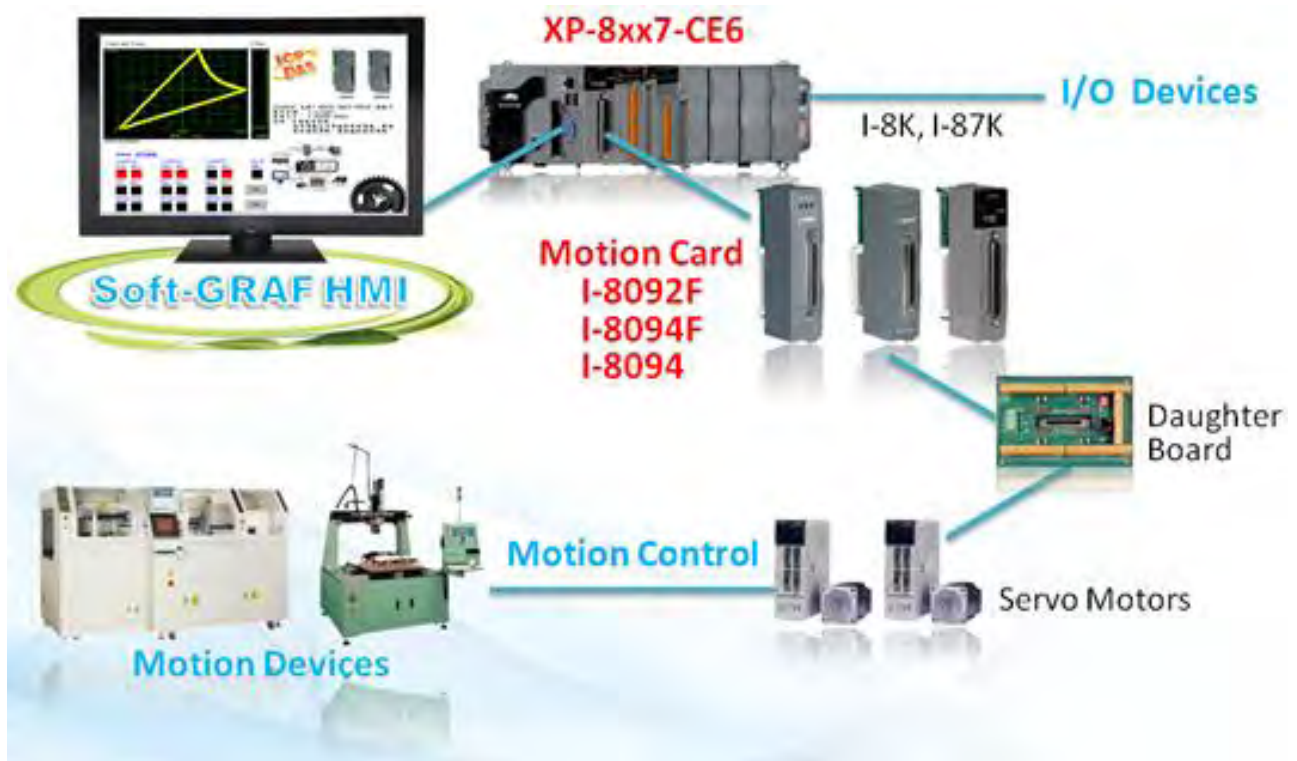 XP-8xx7-CE6
I/O Devices
I-8K, I-87K
Motion Card
I-8092F
I-8094F
I-8094
Soft-GRAF HMI
Daughter
Board
Motion Control
Servo Motors
Motion Devices